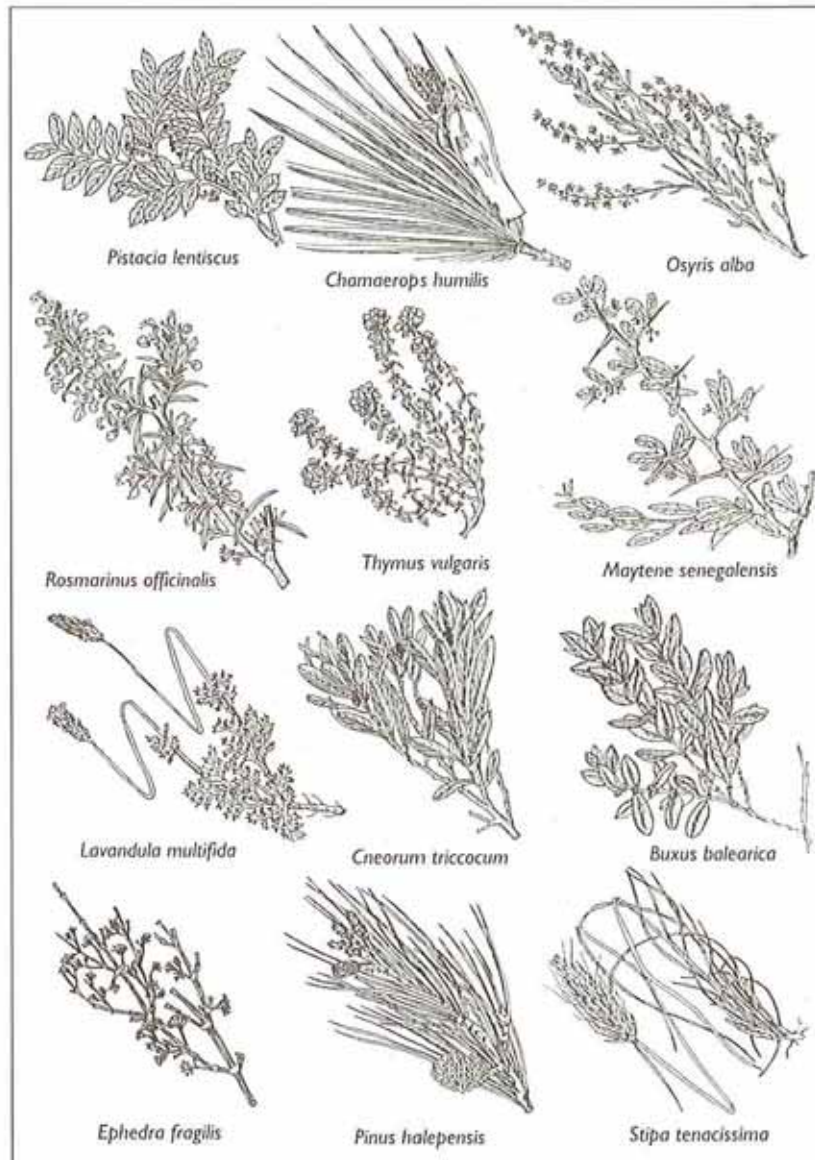 Pistacia lentiscus
Chamaerops humilis
Osyris alba
Rosmarinus officinalis
Thymus vulgaris
Maytene senegalensis
Lavandula multifida
Cneorum triccocum
Buxus balearica
Ephedra fragilis
Pinus halepensis
Stipa tenacissima